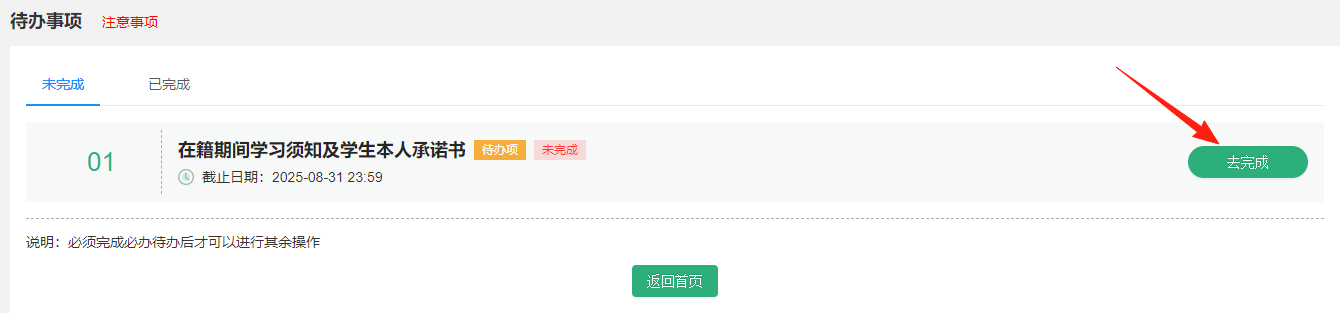 待办事项 注意事项
未完成 已完成
01
在籍期间学习须知及学生本人承诺书 待办项 未完成
截止日期：2025-08-31 23:59
去完成
说明：必须完成必办待办后才可以进行其余操作
返回首页